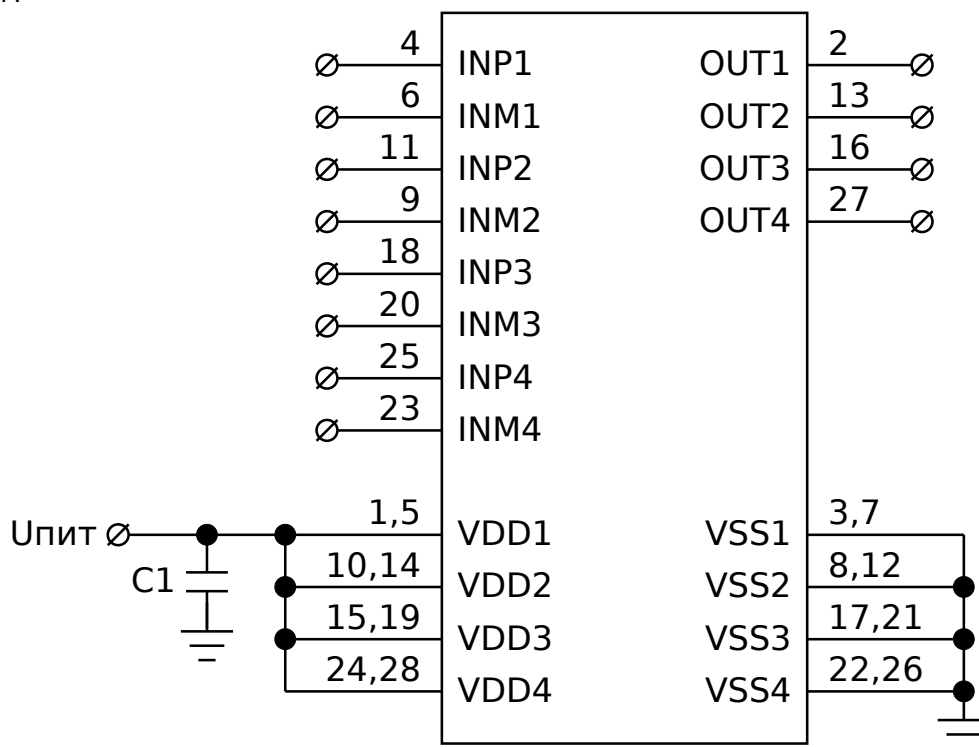 4 INP1 OUT1 2
6 INM1 OUT2 13
11 INP2 OUT3 16
9 INM2 OUT4 27
18 INP3
20 INM3
25 INP4
23 INM4
Uпит 1,5 VDD1 VSS1 3,7
C1 10,14 VDD2 VSS2 8,12
15,19 VDD3 VSS3 17,21
24,28 VDD4 VSS4 22,26